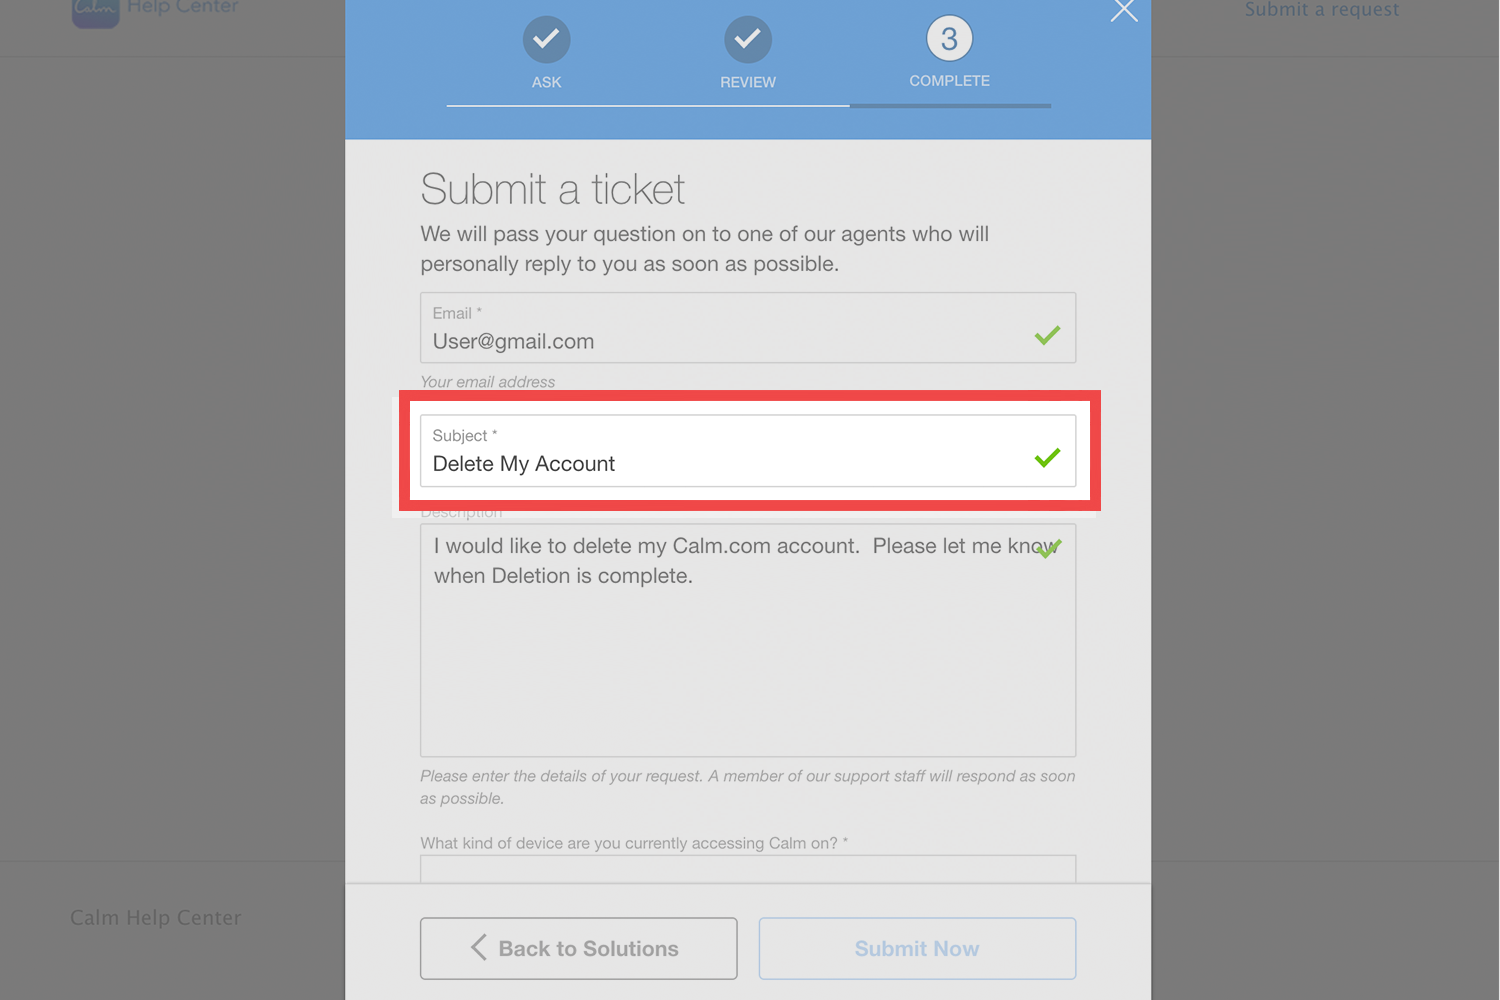 Calm Help Center
Submit a request
3
ASK
REVIEW
COMPLETE
Submit a ticket
We will pass your question on to one of our agents who will
personally reply to you as soon as possible.
Email *
User@gmail.com
Your email address
Subject *
Delete My Account
Description
I would like to delete my Calm.com account.  Please let me know
when Deletion is complete.
Please enter the details of your request. A member of our support staff will respond as soon
as possible.
What kind of device are you currently accessing Calm on? *
Calm Help Center
Back to Solutions
Submit Now